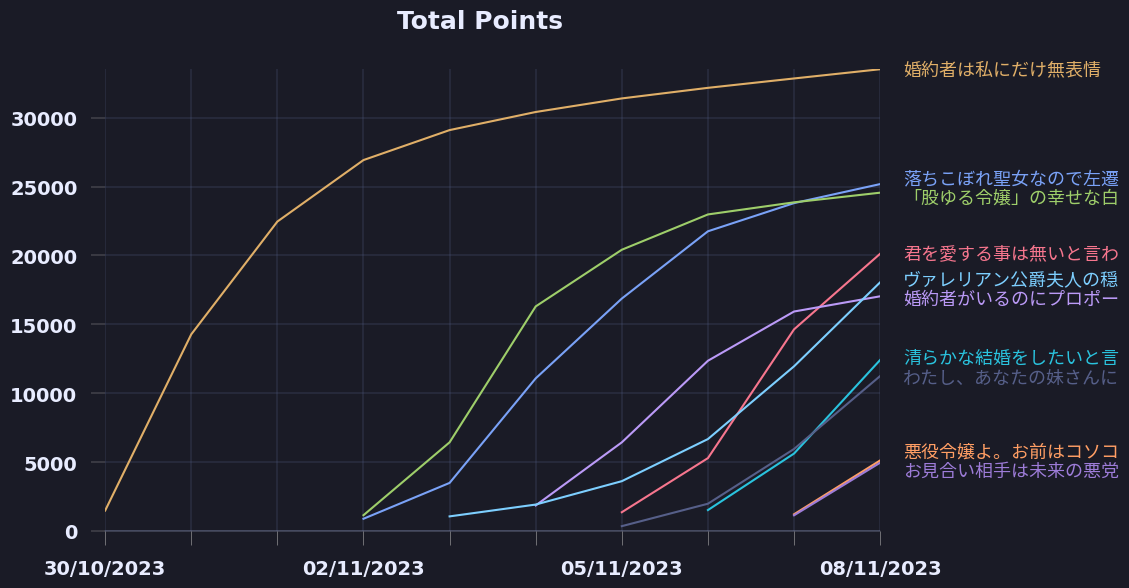 Total Points
婚約者は私にだけ無表情
30000
落ちこぼれ聖女なので左遷
25000
「股ゆる令嬢」の幸せな白
20000
君を愛する事は無いと言わ
ヴァレリアン公爵夫人の穏
婚約者がいるのにプロポー
15000
清らかな結婚をしたいと言
わたし、あなたの妹さんに
10000
悪役令嬢よ。お前はコソコ
5000
お見合い相手は未来の悪党
0
30/10/2023 02/11/2023 05/11/2023 08/11/2023